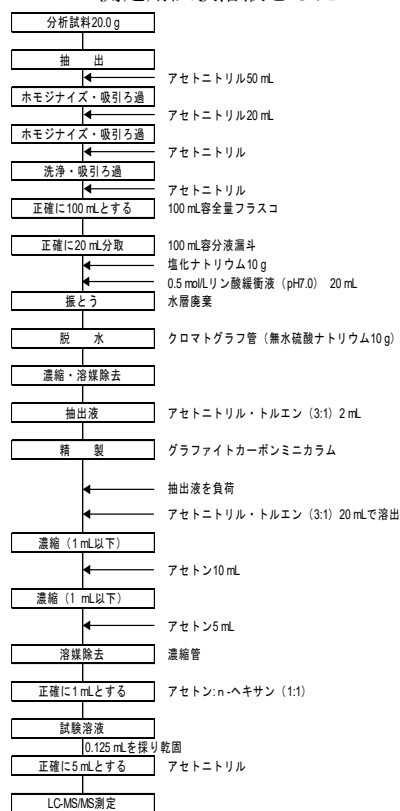 分析試料20.0 g
抽　出
アセトニトリル50 mL
ホモジナイズ・吸引ろ過
アセトニトリル20 mL
ホモジナイズ・吸引ろ過
アセトニトリル
洗浄・吸引ろ過
アセトニトリル
正確に100 mLとする 100 mL容全量フラスコ
正確に20 mL分取 100 mL容分液漏斗
塩化ナトリウム10 g
0.5 mol/Lリン酸緩衝液（pH7.0） 20 mL
振とう 水層廃棄
脱　水 クロマトグラフ管（無水硫酸ナトリウム10 g）
濃縮・溶媒除去
抽出液 アセトニトリル・トルエン（3:1）2 mL
精　製 グラファイトカーボンミニカラム
抽出液を負荷
アセトニトリル・トルエン（3:1）20 mLで溶出
濃縮（1 mL以下）
アセトン10 mL
濃縮（1 mL以下）
アセトン5 mL
溶媒除去 濃縮管
正確に1 mLとする アセトン:n-ヘキサン（1:1）
試験溶液
0.125 mLを採り乾固
正確に5 mLとする アセトニトリル
LC-MS/MS測定